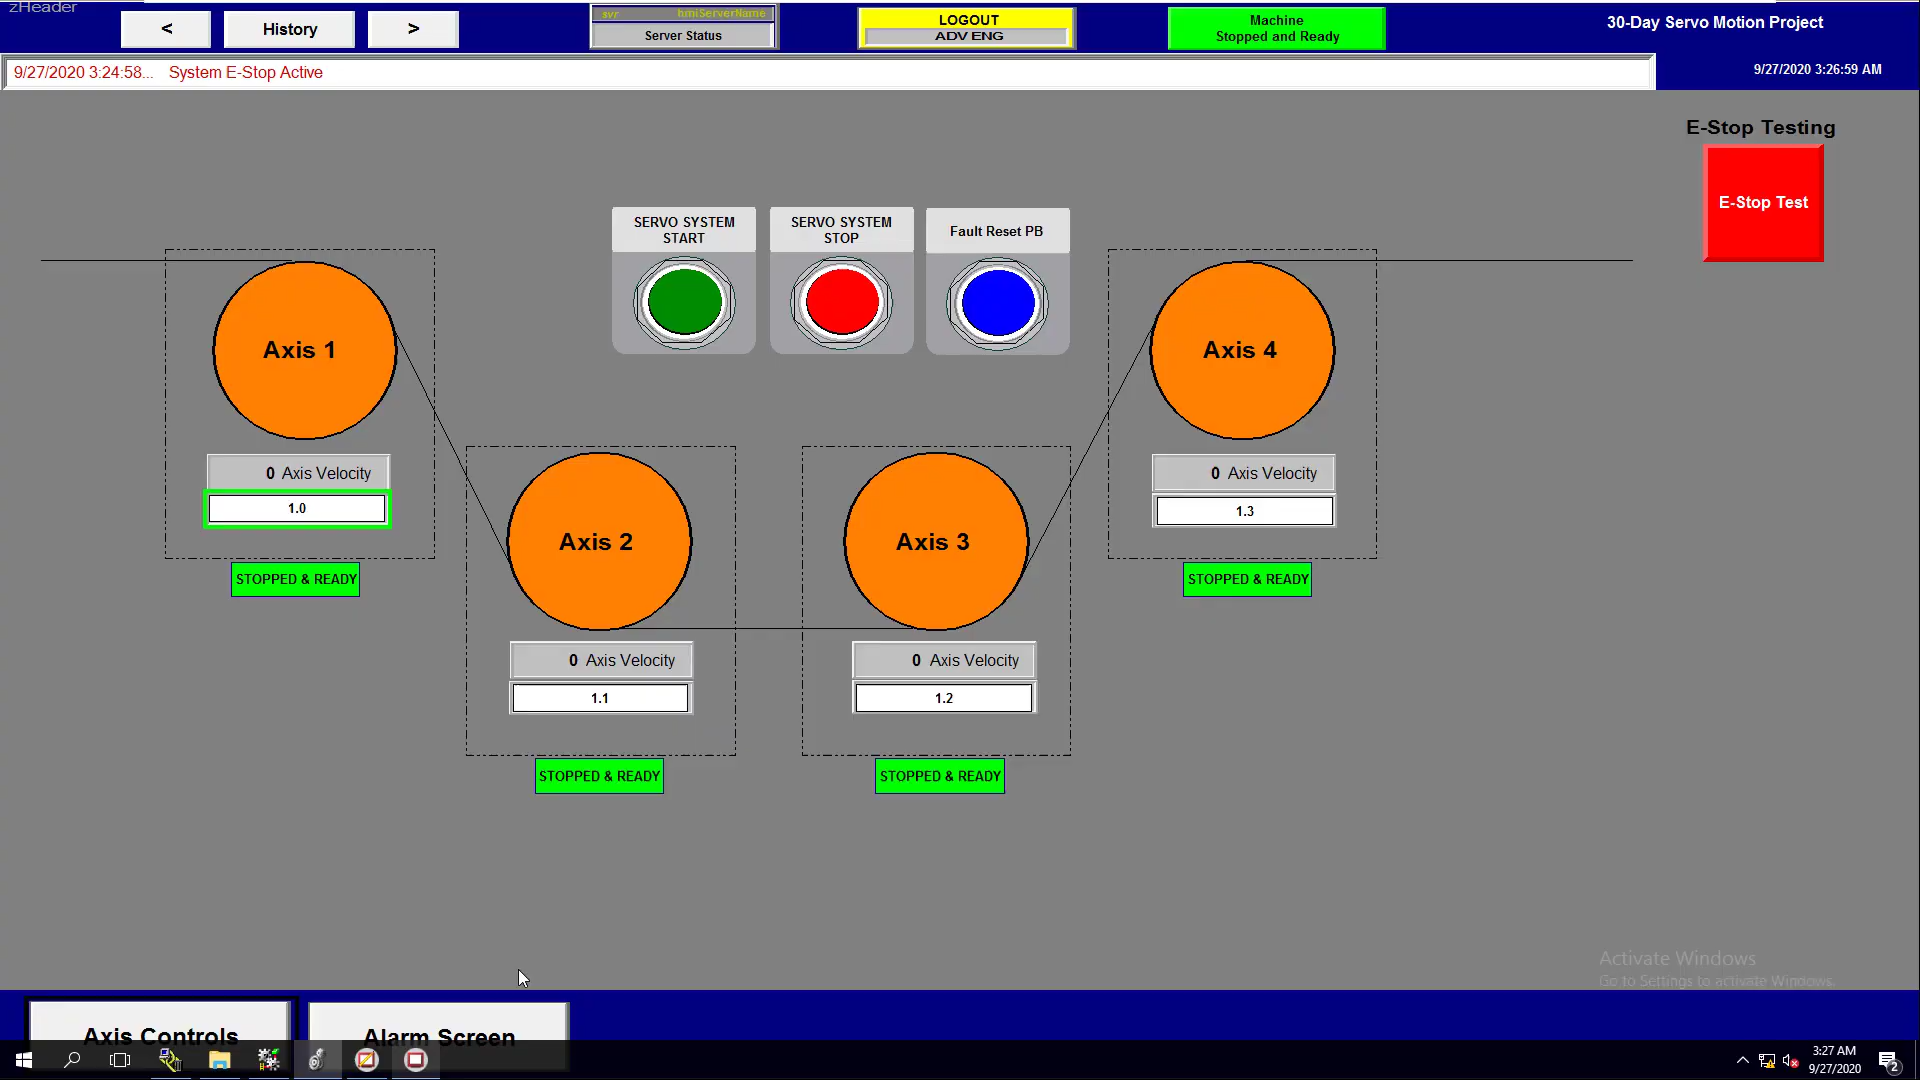 zHeader
<
History
>
svr hmiServerName
Server Status
LOGOUT
ADV ENG
Machine
Stopped and Ready
30-Day Servo Motion Project
9/27/2020 3:24:58... System E-Stop Active
9/27/2020 3:26:59 AM
E-Stop Testing
E-Stop Test
SERVO SYSTEM
START
SERVO SYSTEM
STOP
Fault Reset PB
Axis 1
0 Axis Velocity
1.0
STOPPED & READY
Axis 2
0 Axis Velocity
1.1
STOPPED & READY
Axis 3
0 Axis Velocity
1.2
STOPPED & READY
Axis 4
0 Axis Velocity
1.3
STOPPED & READY
Activate Windows
Go to Settings to activate Windows.
Axis Controls
Alarm Screen
3:27 AM
9/27/2020
2